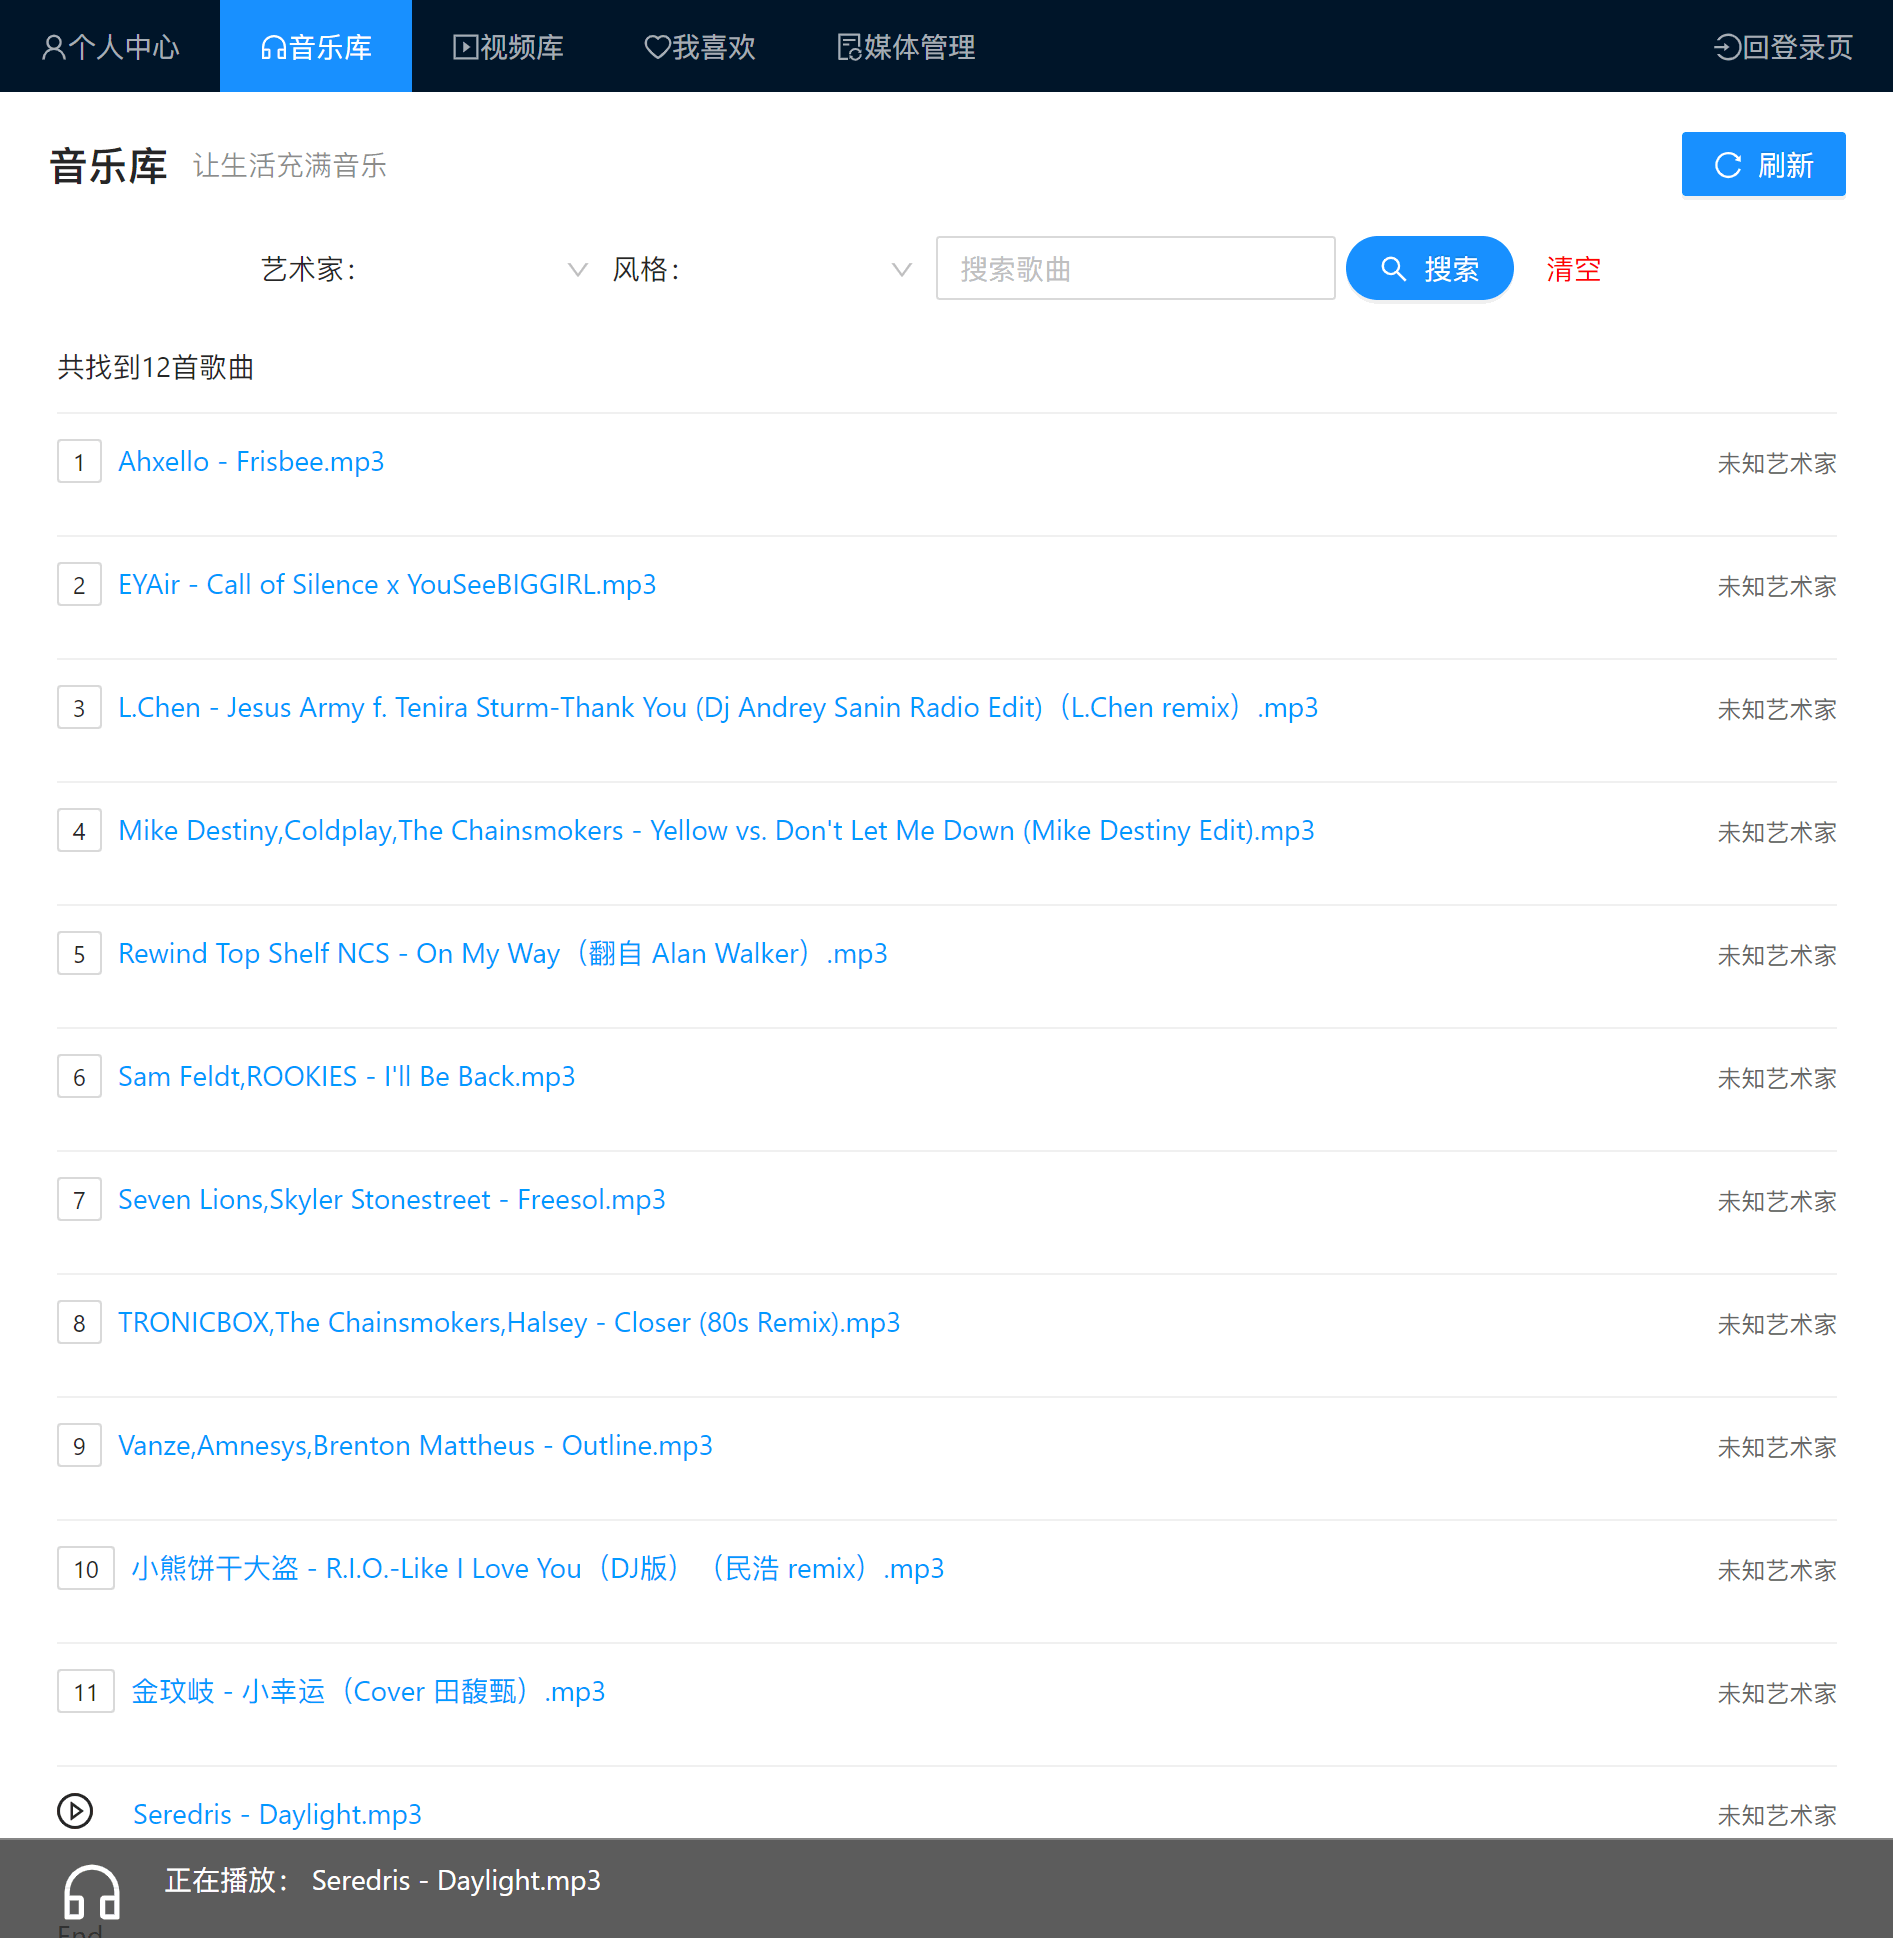 个人中心 音乐库 视频库 我喜欢 媒体管理 回登录页
音乐库 让生活充满音乐 刷新
艺术家： 风格： 搜索歌曲 搜索 清空
共找到12首歌曲
1 Ahxello - Frisbee.mp3 未知艺术家
2 EYAir - Call of Silence x YouSeeBIGGIRL.mp3 未知艺术家
3 L.Chen - Jesus Army f. Tenira Sturm-Thank You (Dj Andrey Sanin Radio Edit)（L.Chen remix）.mp3 未知艺术家
4 Mike Destiny,Coldplay,The Chainsmokers - Yellow vs. Don't Let Me Down (Mike Destiny Edit).mp3 未知艺术家
5 Rewind Top Shelf NCS - On My Way（翻自 Alan Walker）.mp3 未知艺术家
6 Sam Feldt,ROOKIES - I'll Be Back.mp3 未知艺术家
7 Seven Lions,Skyler Stonestreet - Freesol.mp3 未知艺术家
8 TRONICBOX,The Chainsmokers,Halsey - Closer (80s Remix).mp3 未知艺术家
9 Vanze,Amnesys,Brenton Mattheus - Outline.mp3 未知艺术家
10 小熊饼干大盗 - R.I.O.-Like I Love You（DJ版）（民浩 remix）.mp3 未知艺术家
11 金玟岐 - 小幸运（Cover 田馥甄）.mp3 未知艺术家
Seredris - Daylight.mp3 未知艺术家
正在播放： Seredris - Daylight.mp3
End